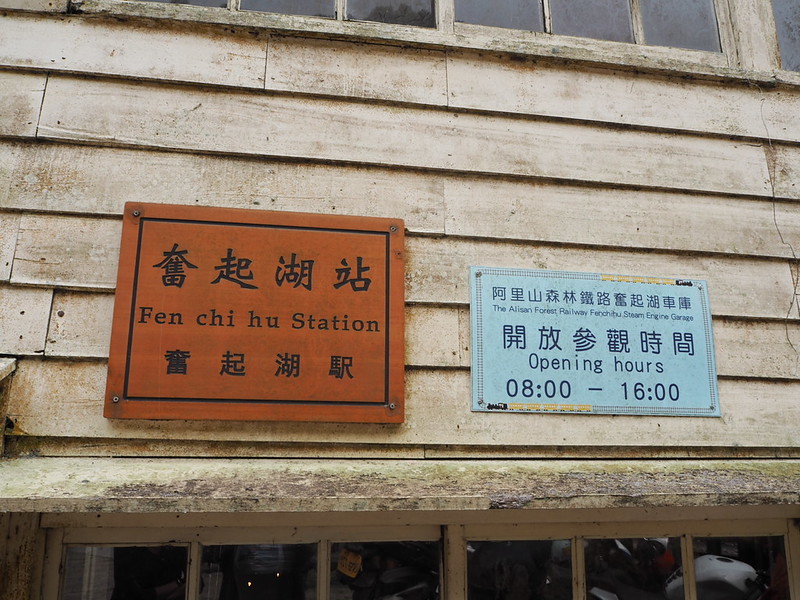 奮起湖站
Fen chi hu Station
奮起湖駅
阿里山森林鐵路奮起湖車庫
The Alisan Forest Railway Fenchihu Steam Engine Garage
開放參觀時間
Opening hours
08:00 － 16:00